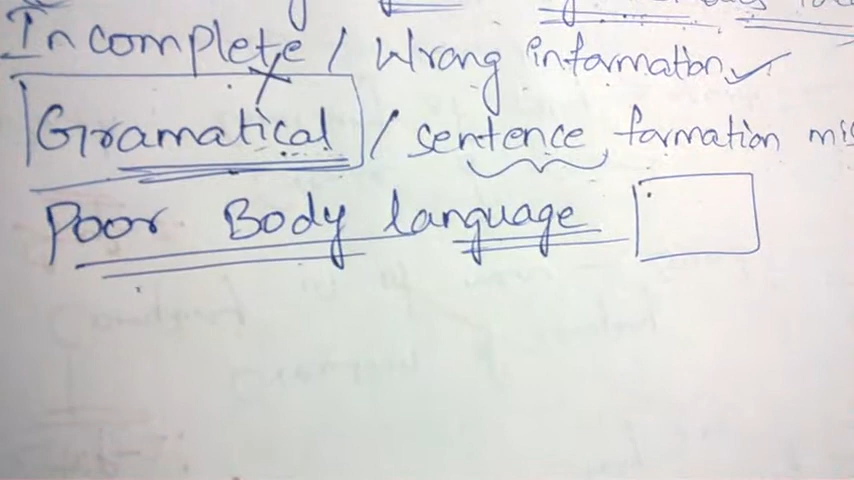 Incomplete / Wrong information ✓
Gramatical / sentence formation
Poor Body language